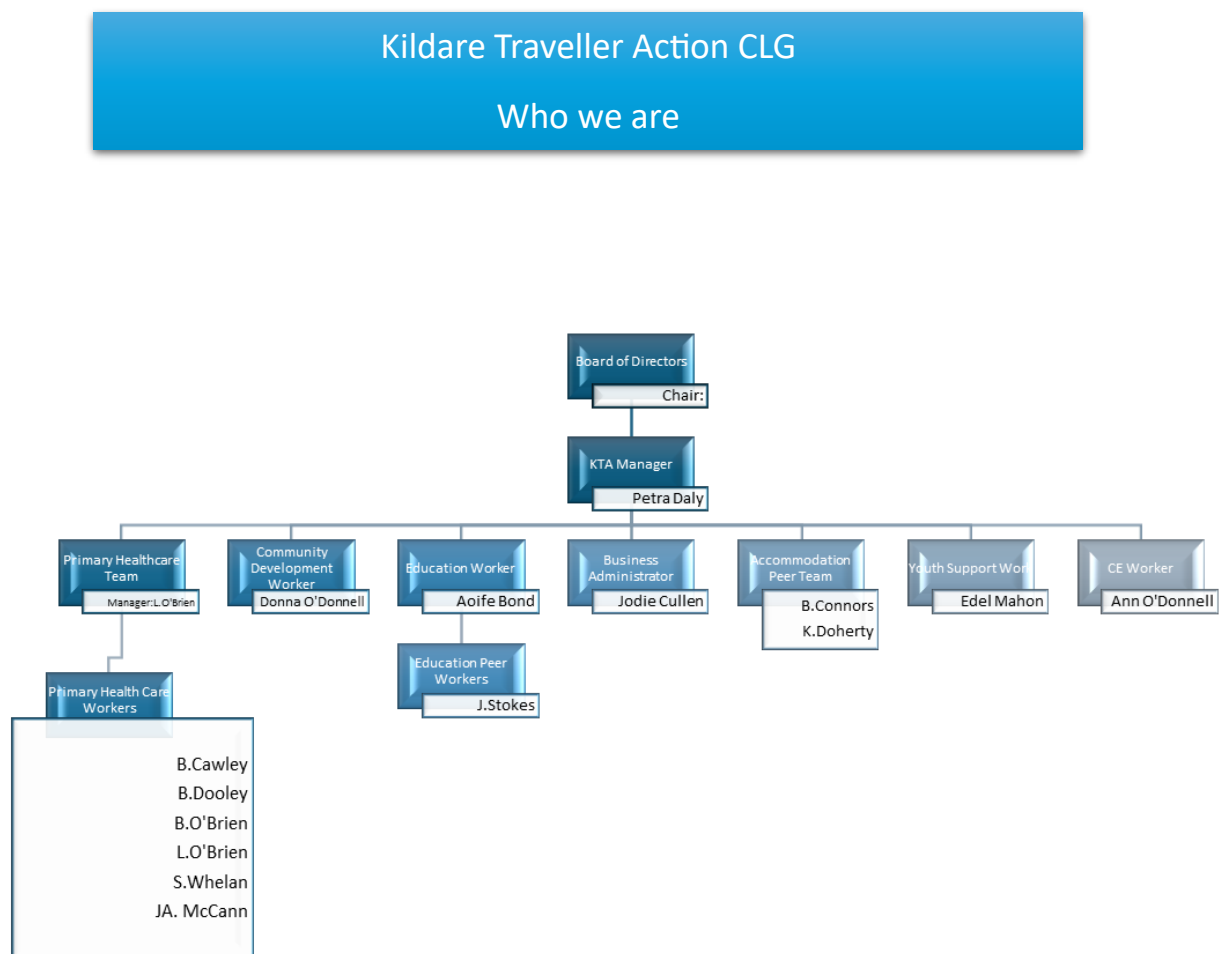 Kildare Traveller Action CLG
Who we are
Board of Directors
Chair:
KTA Manager
Petra Daly
Primary Healthcare
Team
Manager:L.O'Brien
Community
Development
Worker
Donna O'Donnell
Education Worker
Aoife Bond
Business
Administrator
Jodie Cullen
Accommodation
Peer Team
B.Connors
K.Doherty
Youth Support Wor
Edel Mahon
CE Worker
Ann O'Donnell
Primary Health Care
Workers
B.Cawley
B.Dooley
B.O'Brien
L.O'Brien
S.Whelan
JA. McCann
Education Peer
Workers
J.Stokes